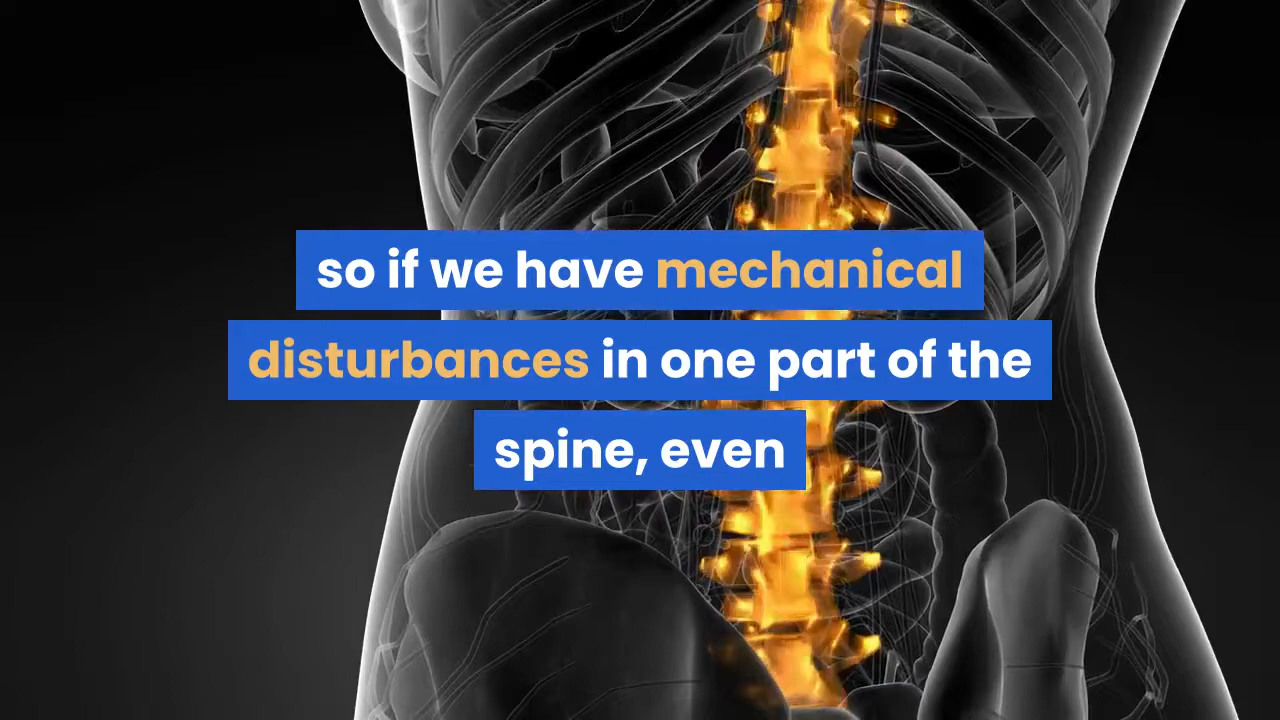 so if we have mechanical
disturbances in one part of the
spine, even